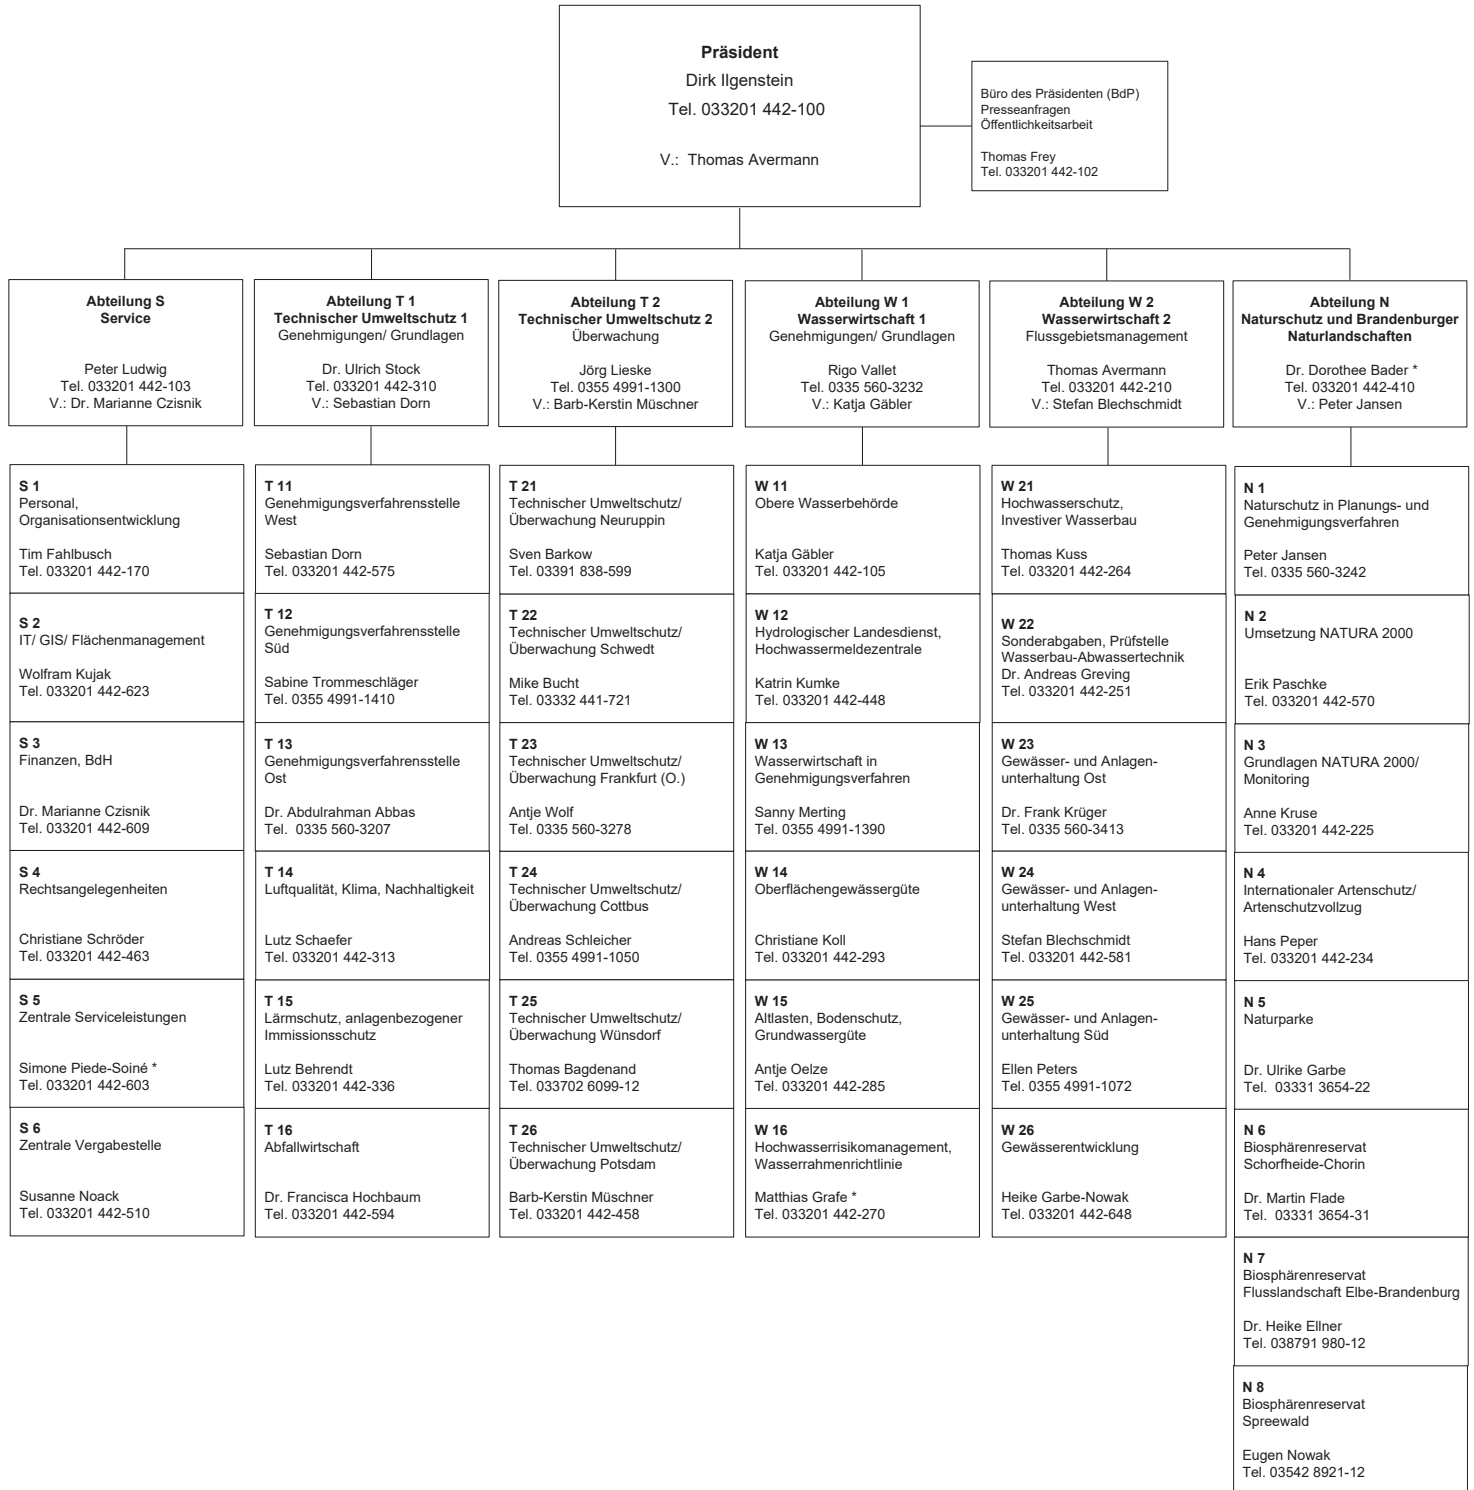 Präsident
Dirk Ilgenstein
Tel. 033201 442-100
V.: Thomas Avermann
Büro des Präsidenten (BdP)
Presseanfragen
Öffentlichkeitsarbeit
Thomas Frey
Tel. 033201 442-102
Abteilung S
Service
Peter Ludwig
Tel. 033201 442-103
V.: Dr. Marianne Czisnik
Abteilung T 1
Technischer Umweltschutz 1
Genehmigungen/ Grundlagen
Dr. Ulrich Stock
Tel. 033201 442-310
V.: Sebastian Dorn
Abteilung T 2
Technischer Umweltschutz 2
Überwachung
Jörg Lieske
Tel. 0355 4991-1300
V.: Barb-Kerstin Müschner
Abteilung W 1
Wasserwirtschaft 1
Genehmigungen/ Grundlagen
Rigo Vallet
Tel. 0335 560-3232
V.: Katja Gäbler
Abteilung W 2
Wasserwirtschaft 2
Flussgebietsmanagement
Thomas Avermann
Tel. 033201 442-210
V.: Stefan Blechschmidt
Abteilung N
Naturschutz und Brandenburger
Naturlandschaften
Dr. Dorothee Bader *
Tel. 033201 442-410
V.: Peter Jansen
S 1
Personal,
Organisationsentwicklung
Tim Fahlbusch
Tel. 033201 442-170
S 2
IT/ GIS/ Flächenmanagement
Wolfram Kujak
Tel. 033201 442-623
S 3
Finanzen, BdH
Dr. Marianne Czisnik
Tel. 033201 442-609
S 4
Rechtsangelegenheiten
Christiane Schröder
Tel. 033201 442-463
S 5
Zentrale Serviceleistungen
Simone Piede-Soiné *
Tel. 033201 442-603
S 6
Zentrale Vergabestelle
Susanne Noack
Tel. 033201 442-510
T 11
Genehmigungsverfahrensstelle
West
Sebastian Dorn
Tel. 033201 442-575
T 12
Genehmigungsverfahrensstelle
Süd
Sabine Trommeschläger
Tel. 0355 4991-1410
T 13
Genehmigungsverfahrensstelle
Ost
Dr. Abdulrahman Abbas
Tel. 0335 560-3207
T 14
Luftqualität, Klima, Nachhaltigkeit
Lutz Schaefer
Tel. 033201 442-313
T 15
Lärmschutz, anlagenbezogener
Immissionsschutz
Lutz Behrendt
Tel. 033201 442-336
T 16
Abfallwirtschaft
Dr. Francisca Hochbaum
Tel. 033201 442-594
T 21
Technischer Umweltschutz/
Überwachung Neuruppin
Sven Barkow
Tel. 03391 838-599
T 22
Technischer Umweltschutz/
Überwachung Schwedt
Mike Bucht
Tel. 03332 441-721
T 23
Technischer Umweltschutz/
Überwachung Frankfurt (O.)
Antje Wolf
Tel. 0335 560-3278
T 24
Technischer Umweltschutz/
Überwachung Cottbus
Andreas Schleicher
Tel. 0355 4991-1050
T 25
Technischer Umweltschutz/
Überwachung Wünsdorf
Thomas Bagdenand
Tel. 033702 6099-12
T 26
Technischer Umweltschutz/
Überwachung Potsdam
Barb-Kerstin Müschner
Tel. 033201 442-458
W 11
Obere Wasserbehörde
Katja Gäbler
Tel. 033201 442-105
W 12
Hydrologischer Landesdienst,
Hochwassermeldezentrale
Katrin Kumke
Tel. 033201 442-448
W 13
Wasserwirtschaft in
Genehmigungsverfahren
Sanny Merting
Tel. 0355 4991-1390
W 14
Oberflächengewässergüte
Christiane Koll
Tel. 033201 442-293
W 15
Altlasten, Bodenschutz,
Grundwassergüte
Antje Oelze
Tel. 033201 442-285
W 16
Hochwasserrisikomanagement,
Wasserrahmenrichtlinie
Matthias Grafe *
Tel. 033201 442-270
W 21
Hochwasserschutz,
Investiver Wasserbau
Thomas Kuss
Tel. 033201 442-264
W 22
Sonderabgaben, Prüfstelle
Wasserbau-Abwassertechnik
Dr. Andreas Greving
Tel. 033201 442-251
W 23
Gewässer- und Anlagen-
unterhaltung Ost
Dr. Frank Krüger
Tel. 0335 560-3413
W 24
Gewässer- und Anlagen-
unterhaltung West
Stefan Blechschmidt
Tel. 033201 442-581
W 25
Gewässer- und Anlagen-
unterhaltung Süd
Ellen Peters
Tel. 0355 4991-1072
W 26
Gewässerentwicklung
Heike Garbe-Nowak
Tel. 033201 442-648
N 1
Naturschutz in Planungs- und
Genehmigungsverfahren
Peter Jansen
Tel. 0335 560-3242
N 2
Umsetzung NATURA 2000
Erik Paschke
Tel. 033201 442-570
N 3
Grundlagen NATURA 2000/
Monitoring
Anne Kruse
Tel. 033201 442-225
N 4
Internationaler Artenschutz/
Artenschutzvollzug
Hans Peper
Tel. 033201 442-234
N 5
Naturparke
Dr. Ulrike Garbe
Tel. 03331 3654-22
N 6
Biosphärenreservat
Schorfheide-Chorin
Dr. Martin Flade
Tel. 03331 3654-31
N 7
Biosphärenreservat
Flusslandschaft Elbe-Brandenburg
Dr. Heike Ellner
Tel. 038791 980-12
N 8
Biosphärenreservat
Spreewald
Eugen Nowak
Tel. 03542 8921-12